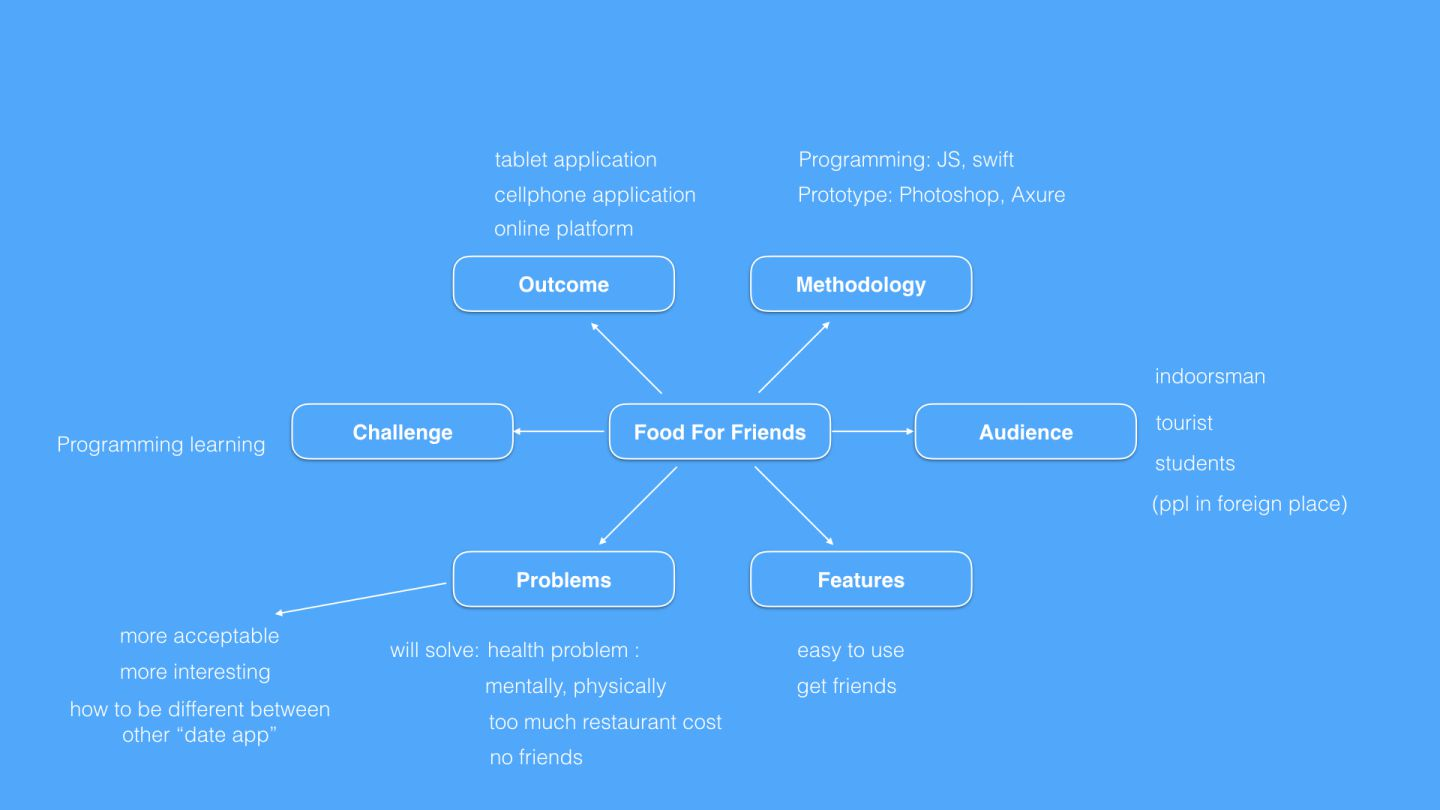 tablet application
cellphone application
online platform
Programming: JS, swift
Prototype: Photoshop, Axure
Outcome
Methodology
Programming learning
Challenge
Food For Friends
Audience
indoorsman
tourist
students
(ppl in foreign place)
Problems
Features
more acceptable
more interesting
how to be different between
other “date app”
will solve: health problem :
mentally, physically
too much restaurant cost
no friends
easy to use
get friends